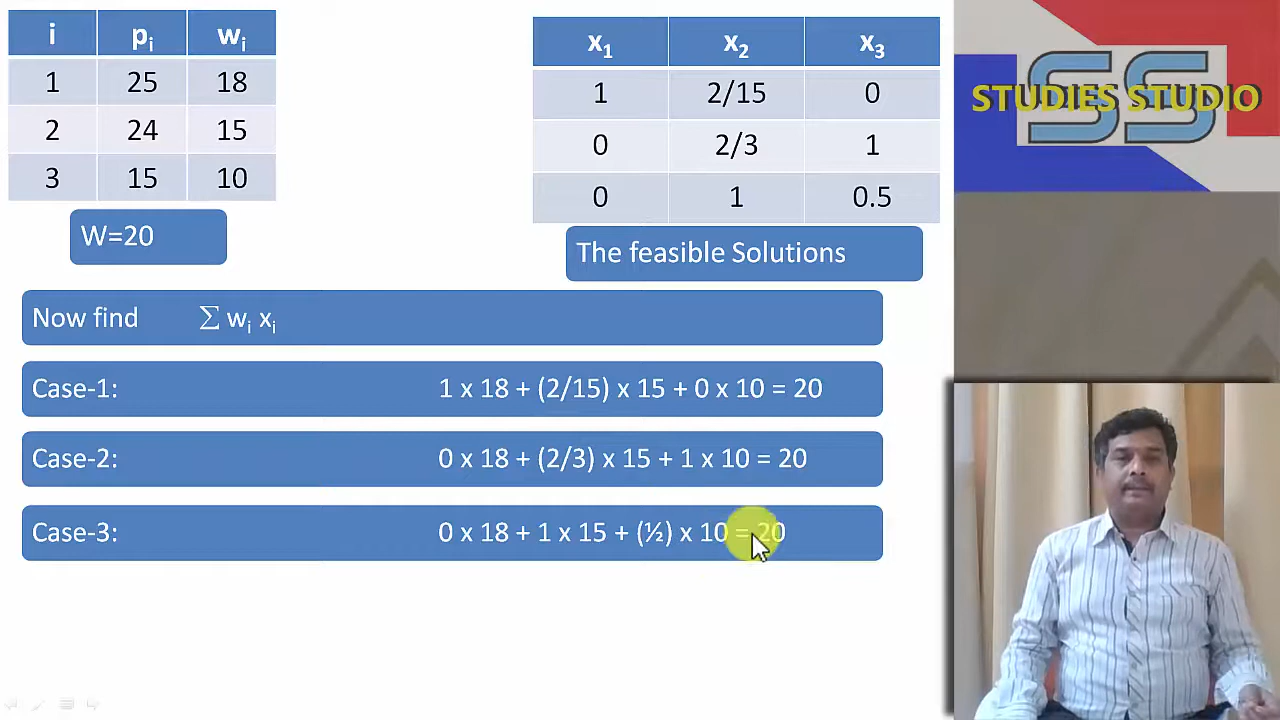 i pᵢ wᵢ
1 25 18
2 24 15
3 15 10
W=20
x₁ x₂ x₃
1 2/15 0
0 2/3 1
0 1 0.5
The feasible Solutions
SS
STUDIES STUDIO
Now find ∑ wᵢ xᵢ
Case-1: 1 x 18 + (2/15) x 15 + 0 x 10 = 20
Case-2: 0 x 18 + (2/3) x 15 + 1 x 10 = 20
Case-3: 0 x 18 + 1 x 15 + (½) x 10 = 20